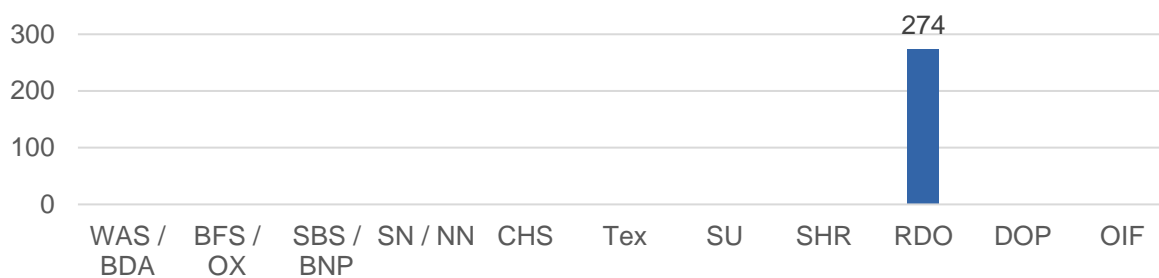 274
300
200
100
0
WAS / BDA
BFS / OX
SBS / BNP
SN / NN
CHS
Tex
SU
SHR
RDO
DOP
OIF